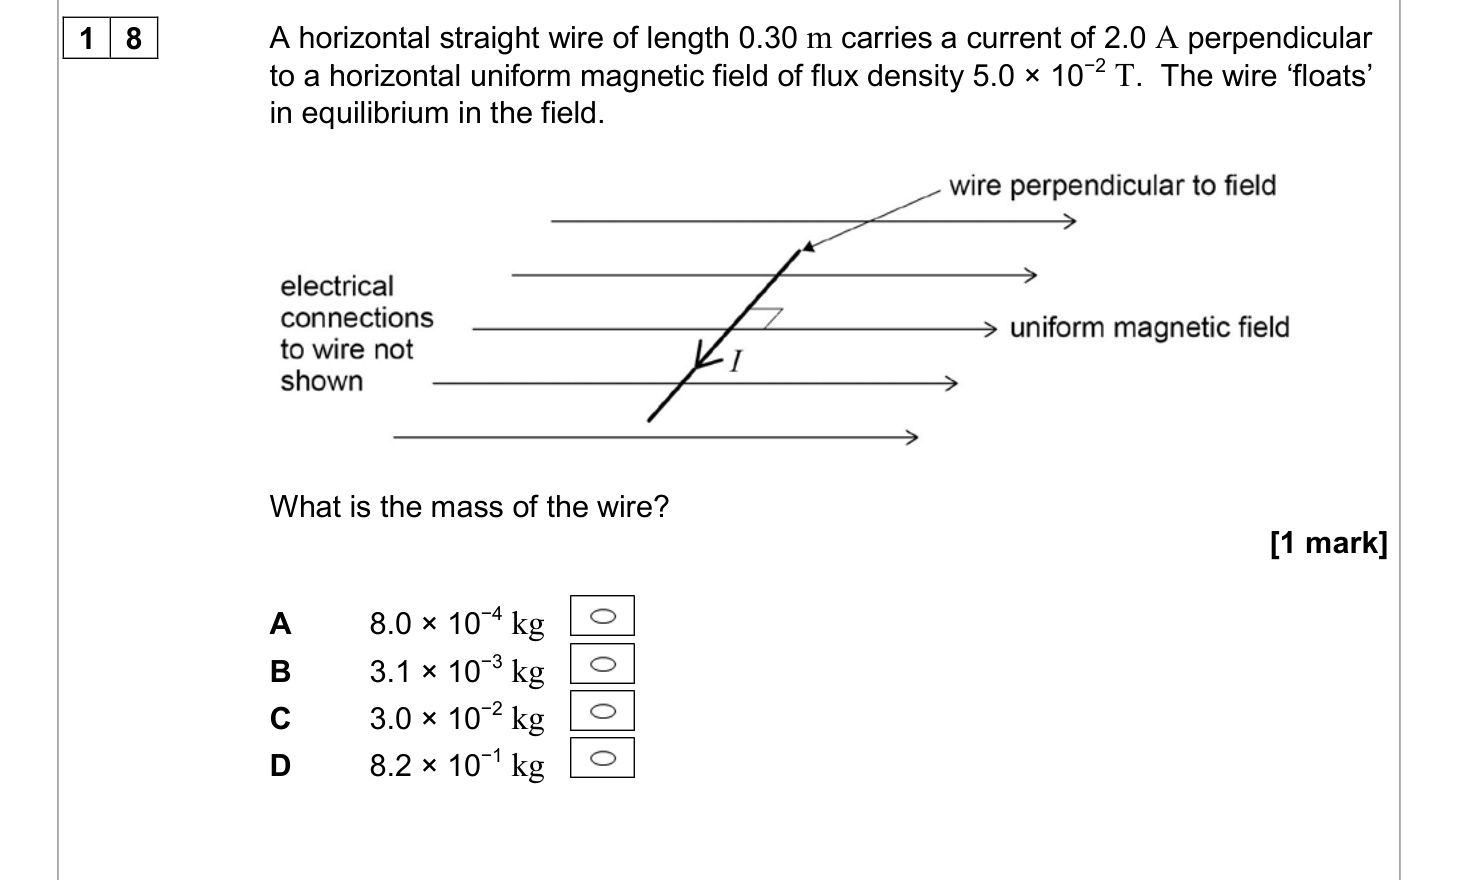 1 8
A horizontal straight wire of length 0.30 m carries a current of 2.0 A perpendicular
to a horizontal uniform magnetic field of flux density 5.0 × 10⁻² T. The wire ‘floats’
in equilibrium in the field.
wire perpendicular to field
electrical
connections
to wire not
shown
uniform magnetic field
I
What is the mass of the wire?
[1 mark]
A 8.0 × 10⁻⁴ kg
B 3.1 × 10⁻³ kg
C 3.0 × 10⁻² kg
D 8.2 × 10⁻¹ kg